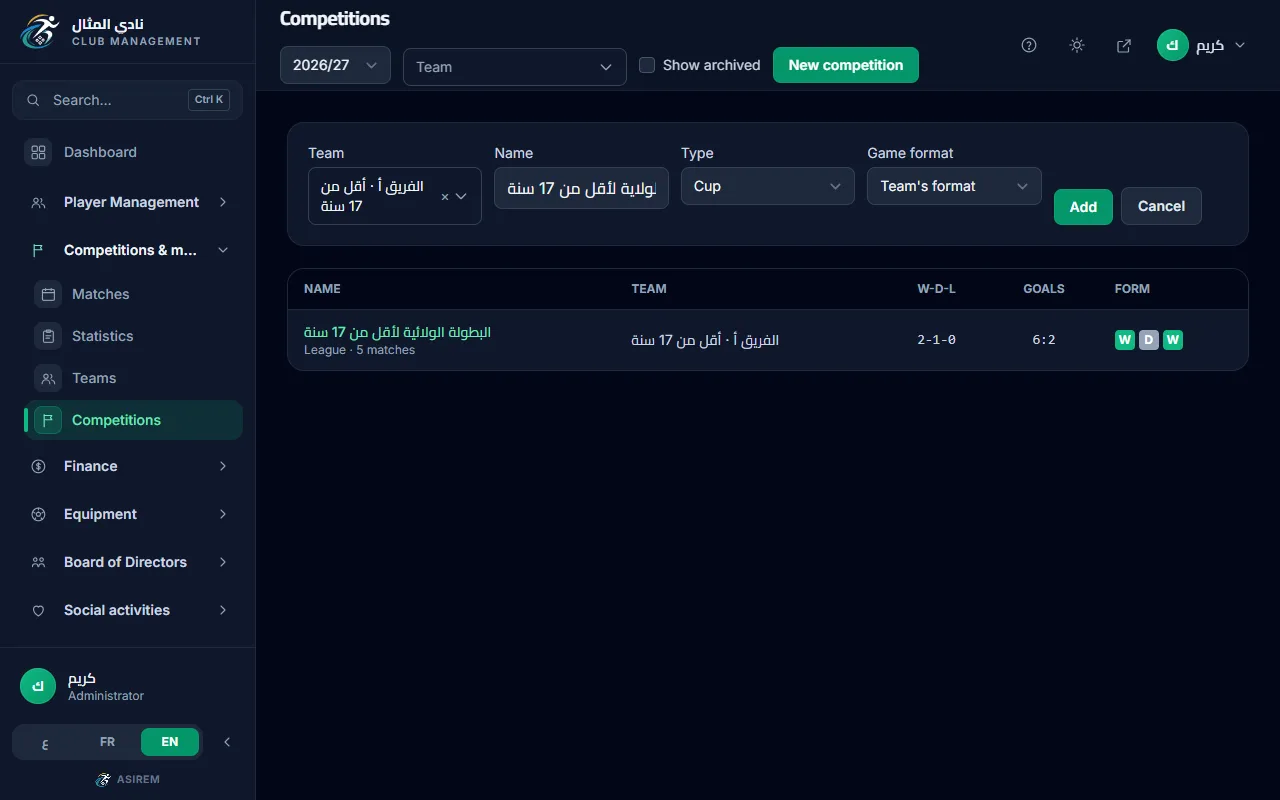 نادي المثال
CLUB MANAGEMENT
Search...
Ctrl K
Dashboard
Player Management
Competitions & m...
Matches
Statistics
Teams
Competitions
Finance
Equipment
Board of Directors
Social activities
كريم
Administrator
ع
FR
EN
ASIREM
Competitions
2026/27
Team
Show archived
New competition
ك
كريم
Team
Name
Type
Game format
الفريق أ · أقل من
17 سنة
لولاية لأقل من 17 سنة
Cup
Team's format
Add
Cancel
NAME
TEAM
W-D-L
GOALS
FORM
البطولة الولائية لأقل من 17 سنة
League · 5 matches
الفريق أ · أقل من 17 سنة
2-1-0
6:2
W
D
W
ك